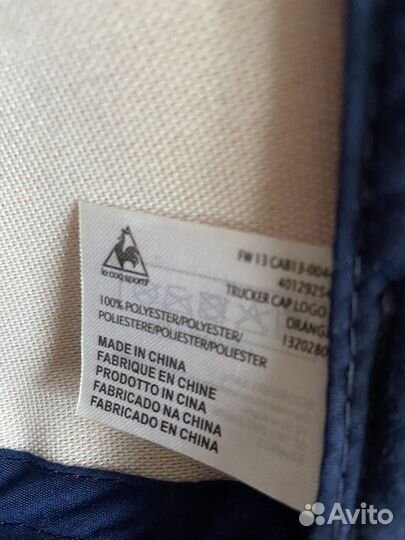 le coq sportif
FW 13 CAB13-004
4012925
TRUCKER CAP LOGO
ORANG
1320280
100% POLYESTER/POLYESTER/
POLIESTERE/POLIESTER/POLIESTER
MADE IN CHINA
FABRIQUE EN CHINE
PRODOTTO IN CINA
FABRICADO NA CHINA
FABRICADO EN CHINA
Avito